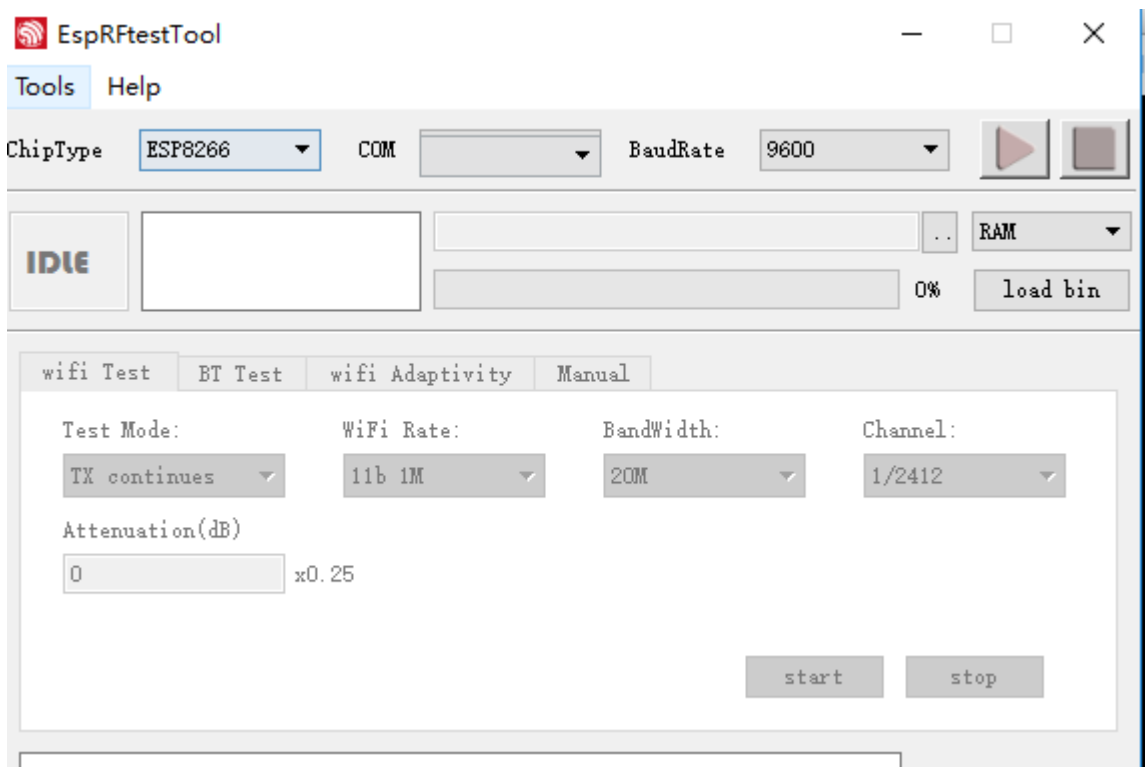 EspRFtestTool
Tools Help
ChipType ESP8266 COM BaudRate 9600
IDLE .. RAM
0% load bin
wifi Test BT Test wifi Adaptivity Manual
Test Mode: WiFi Rate: BandWidth: Channel:
TX continues 11b 1M 20M 1/2412
Attenuation(dB)
0 x0.25
start stop